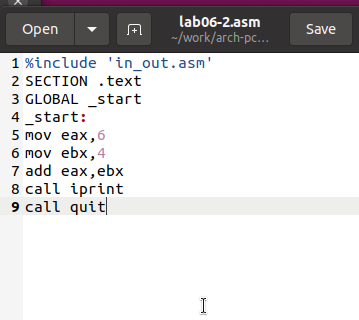 Open
lab06-2.asm
~/work/arch-pc...
Save
1 %include 'in_out.asm'
2 SECTION .text
3 GLOBAL _start
4 _start:
5 mov eax,6
6 mov ebx,4
7 add eax,ebx
8 call iprint
9 call quit